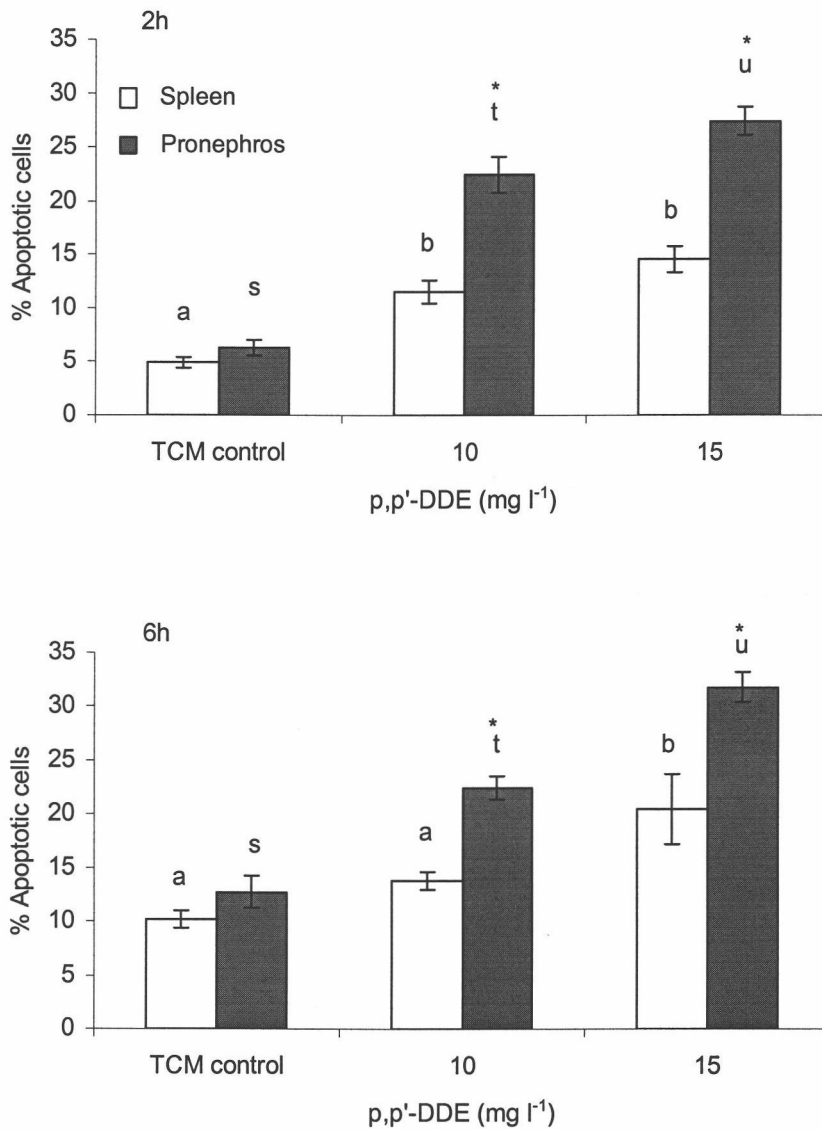 2h
35
30
25
20
15
10
5
0
% Apoptotic cells
Spleen
Pronephros
a
s
b
*
t
b
*
u
TCM control
10
15
p,p'-DDE (mg l⁻¹)
6h
35
30
25
20
15
10
5
0
% Apoptotic cells
a
s
a
*
t
b
*
u
TCM control
10
15
p,p'-DDE (mg l⁻¹)